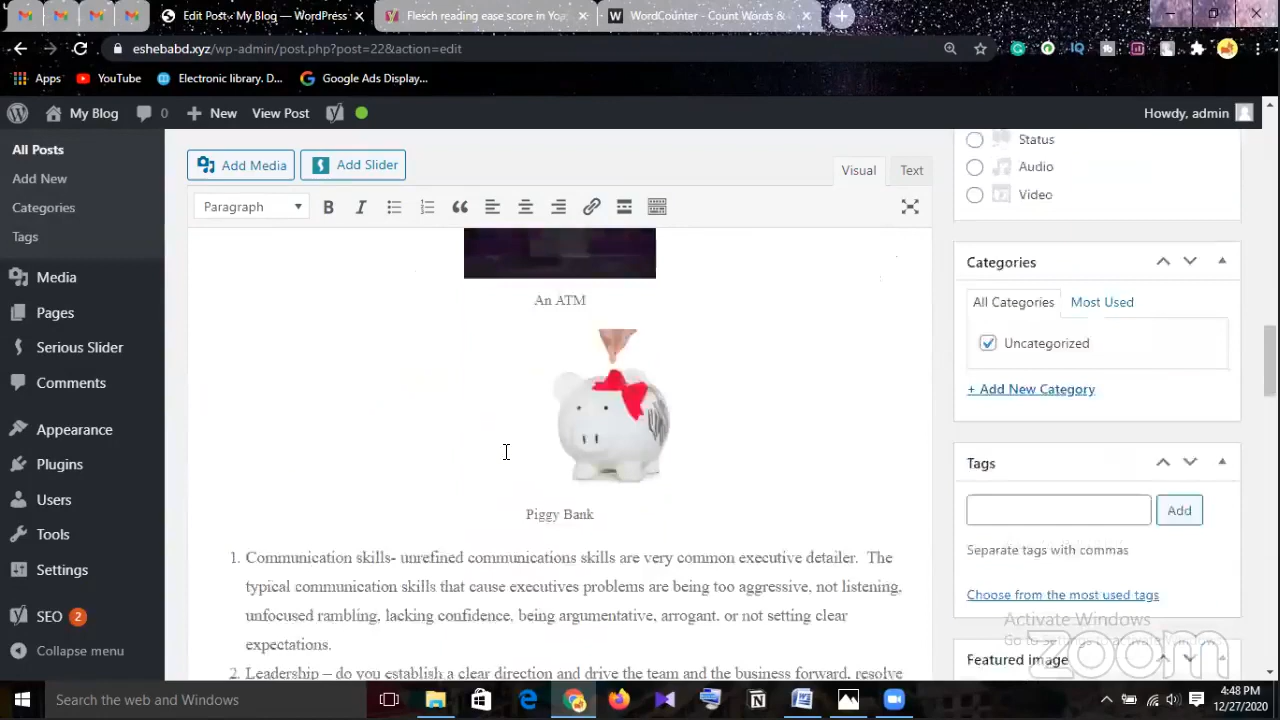 Edit Post ‹ My Blog — WordPress
Flesch reading ease score in Yoa
WordCounter - Count Words &
eshebabd.xyz/wp-admin/post.php?post=22&action=edit
Apps
YouTube
Electronic library. D...
Google Ads Display...
My Blog
0
New
View Post
Howdy, admin
All Posts
Add New
Categories
Tags
Media
Pages
Serious Slider
Comments
Appearance
Plugins
Users
Tools
Settings
SEO 2
Collapse menu
Add Media
Add Slider
Visual
Text
Paragraph
An ATM
Piggy Bank
1. Communication skills- unrefined communications skills are very common executive detailer. The
typical communication skills that cause executives problems are being too aggressive, not listening,
unfocused rambling, lacking confidence, being argumentative, arrogant. or not setting clear
expectations.
2. Leadership – do you establish a clear direction and drive the team and the business forward, resolve
Status
Audio
Video
Categories
All Categories
Most Used
Uncategorized
+ Add New Category
Tags
Add
Separate tags with commas
Choose from the most used tags
Activate Windows
Go to Settings to activate Windows.
zoom
Featured image
Search the web and Windows
4:48 PM
12/27/2020